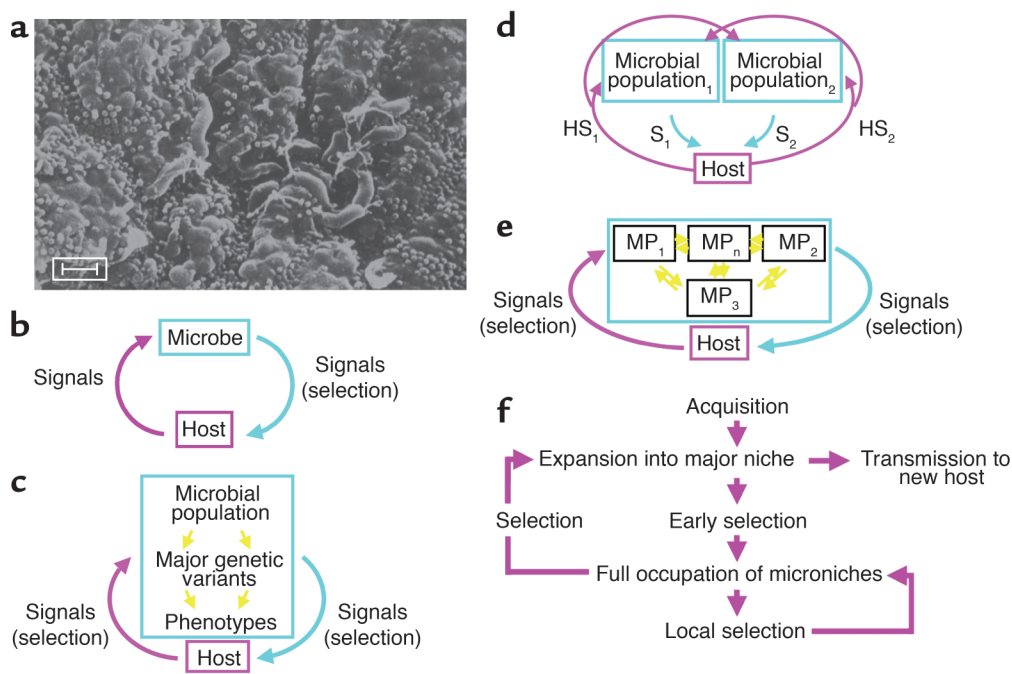 a
b
Microbe
Signals
Signals
(selection)
Host
c
Microbial
population
Major genetic
variants
Phenotypes
Signals
(selection)
Signals
(selection)
Host
d
Microbial
population1
Microbial
population2
HS1
S1
S2
HS2
Host
e
MP1
MPn
MP2
MP3
Signals
(selection)
Signals
(selection)
Host
f
Acquisition
Expansion into major niche
Transmission to
new host
Selection
Early selection
Full occupation of microniches
Local selection